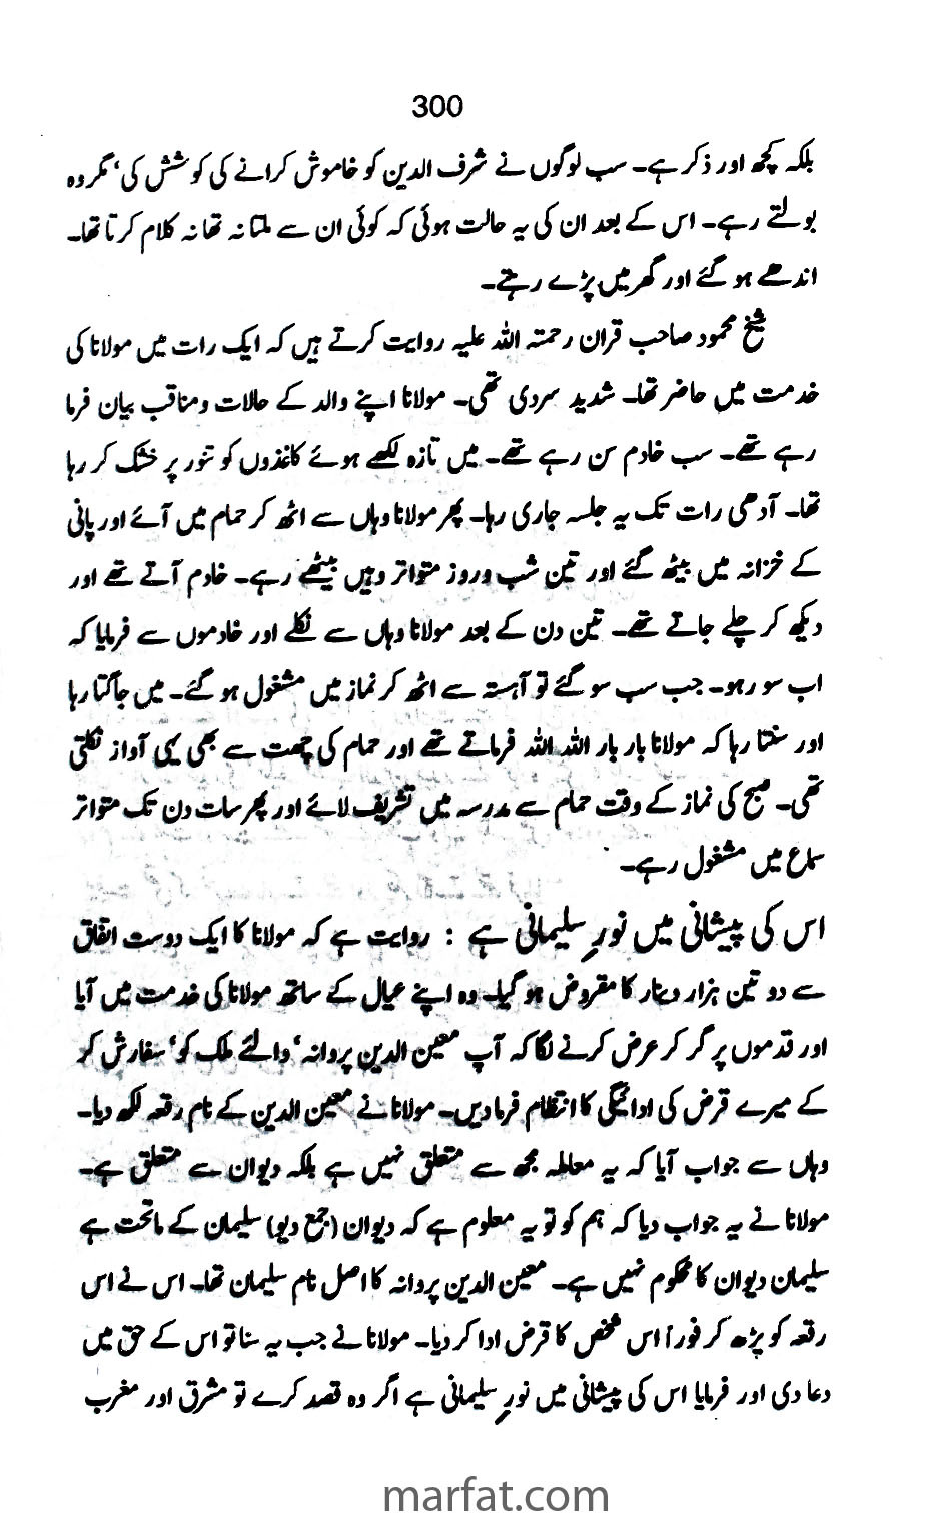 300
بلکہ کچھ اور ذکر ہے۔ سب لوگوں نے شرف الدین کو خاموش کرانے کی کوشش کی، مگر وہ
بولتے رہے۔ اس کے بعد ان کی یہ حالت ہوئی کہ کوئی ان سے ملتا نہ تھا نہ کلام کرتا تھا۔
اندھے ہو گئے اور گھر میں پڑے رہتے۔
شیخ محمود صاحب قران رحمتہ اللہ علیہ روایت کرتے ہیں کہ ایک رات میں مولانا کی
خدمت میں حاضر تھا۔ شدید سردی تھی۔ مولانا اپنے والد کے حالات و مناقب بیان فرما
رہے تھے۔ سب خادم سن رہے تھے۔ میں تازہ لکھے ہوئے کاغذوں کو تنور پر خشک کر رہا
تھا۔ آدھی رات تک یہ جلسہ جاری رہا۔ پھر مولانا وہاں سے اٹھ کر حمام میں آئے اور پانی
کے خزانہ میں بیٹھ گئے اور تین شب و روز متواتر وہیں بیٹھے رہے۔ خادم آتے تھے اور
دیکھ کر چلے جاتے تھے۔ تین دن کے بعد مولانا وہاں سے نکلے اور خادموں سے فرمایا کہ
اب سو رہو۔ جب سب سو گئے تو آہستہ سے اٹھ کر نماز میں مشغول ہو گئے۔ میں جاگتا رہا
اور سنتا رہا کہ مولانا بار بار اللہ اللہ فرماتے تھے اور حمام کی چھت سے بھی یہی آواز نکلتی
تھی۔ صبح کی نماز کے وقت حمام سے مدرسہ میں تشریف لائے اور پھر سات دن تک متواتر
سماع میں مشغول رہے۔
اس کی پیشانی میں نورِ سلیمانی ہے : روایت ہے کہ مولانا کا ایک دوست اتفاق
سے دو تین ہزار دینار کا مقروض ہو گیا۔ وہ اپنے عیال کے ساتھ مولانا کی خدمت میں آیا
اور قدموں پر گر کر عرض کرنے لگا کہ آپ معین الدین پروانہ، والئے ملک کو، سفارش کر
کے میرے قرض کی ادائیگی کا انتظام فرما دیں۔ مولانا نے معین الدین کے نام رقعہ لکھ دیا۔
وہاں سے جواب آیا کہ یہ معاملہ مجھ سے متعلق نہیں ہے بلکہ دیوان سے متعلق ہے۔
مولانا نے یہ جواب دیا کہ ہم کو تو یہ معلوم ہے کہ دیوان (جمع دیو) سلیمان کے ماتحت ہے
سلیمان دیوان کا محکوم نہیں ہے۔ معین الدین پروانہ کا اصل نام سلیمان تھا۔ اس نے اس
رقعہ کو پڑھ کر فوراً اس شخص کا قرض ادا کر دیا۔ مولانا نے جب یہ سنا تو اس کے حق میں
دعا دی اور فرمایا اس کی پیشانی میں نورِ سلیمانی ہے اگر وہ قصد کرے تو مشرق اور مغرب
marfat.com